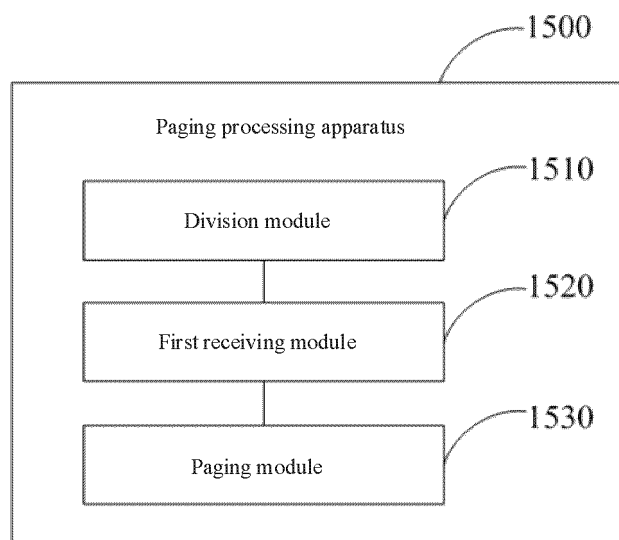 1500
Paging processing apparatus
1510
Division module
1520
First receiving module
1530
Paging module